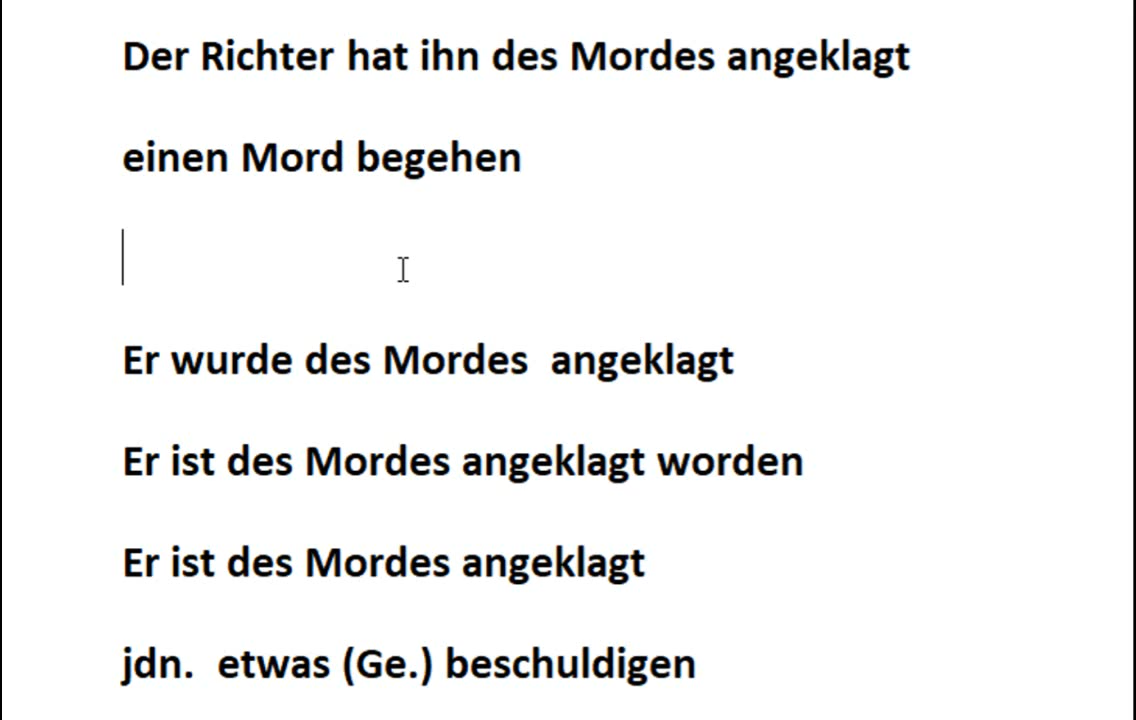 Der Richter hat ihn des Mordes angeklagt
einen Mord begehen
Er wurde des Mordes  angeklagt
Er ist des Mordes angeklagt worden
Er ist des Mordes angeklagt
jdn.  etwas (Ge.) beschuldigen